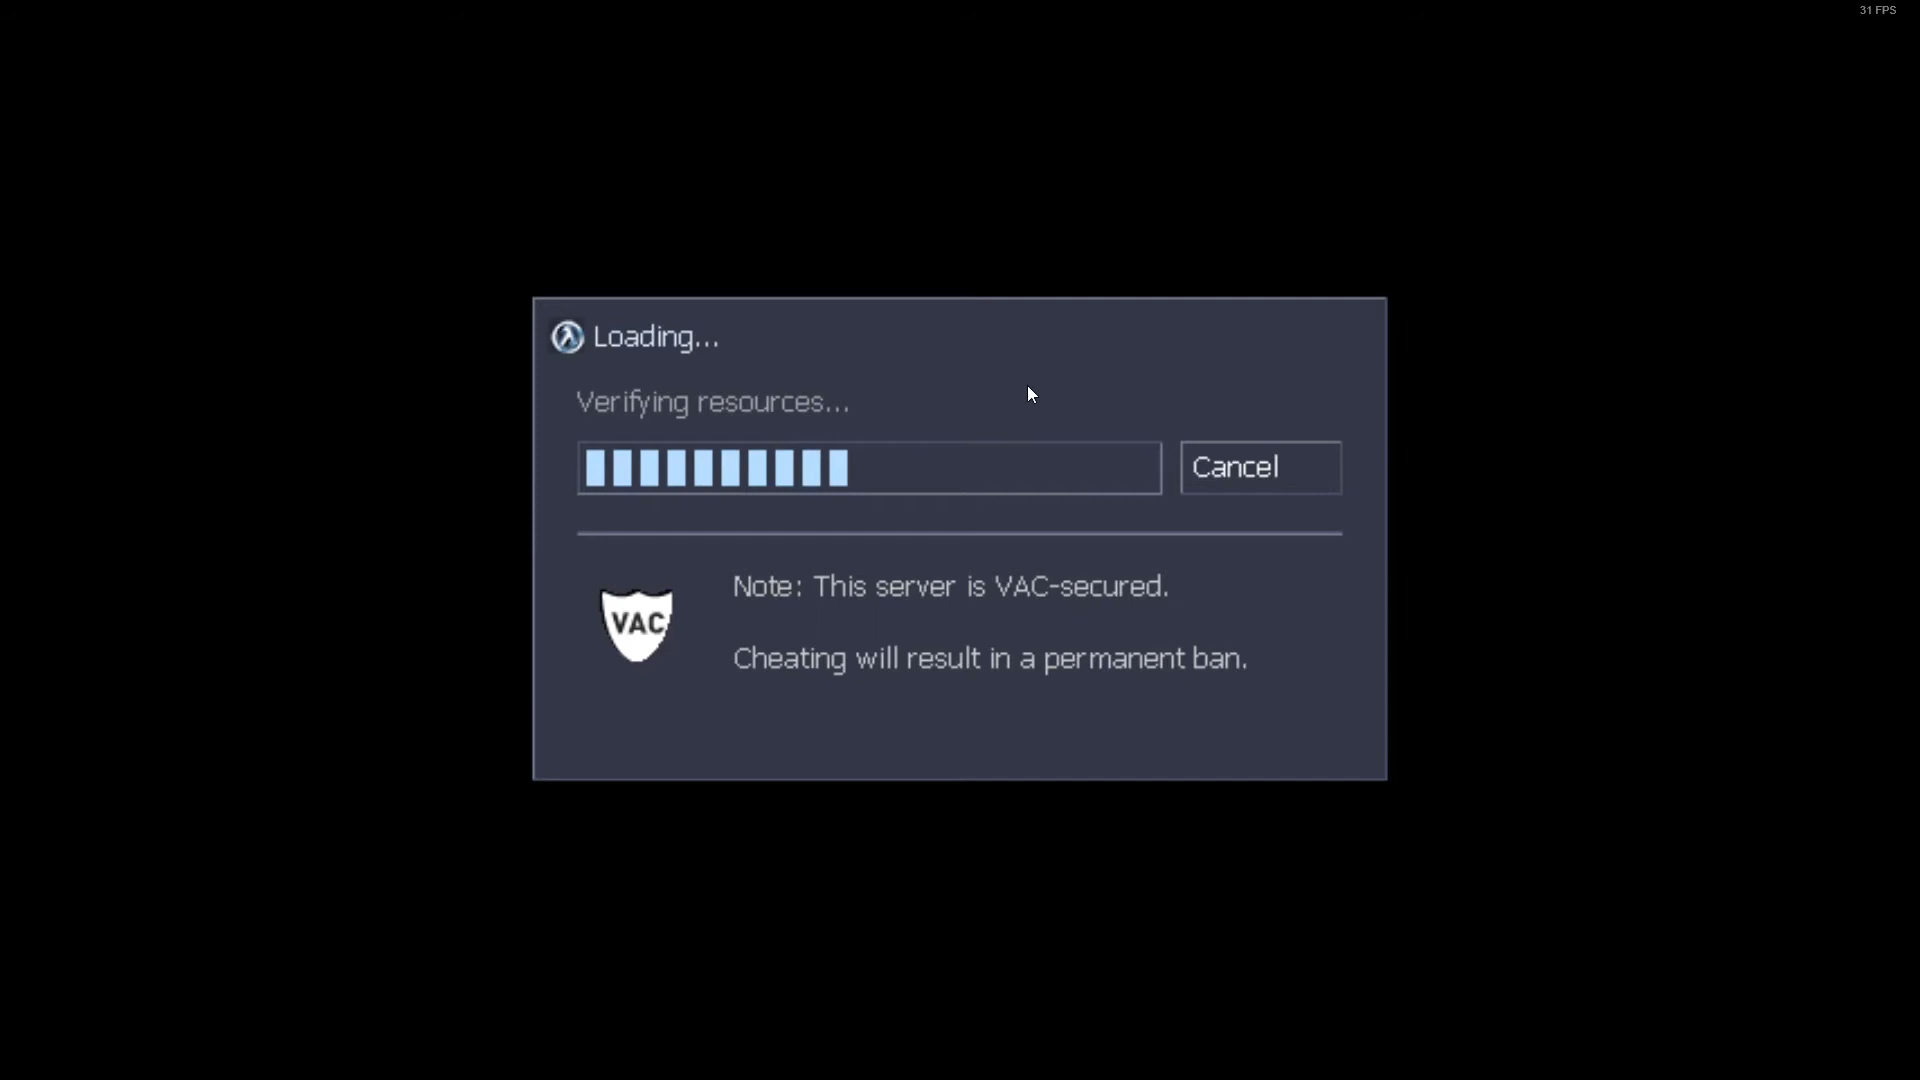 31 FPS
Loading...
Verifying resources...
Cancel
Note: This server is VAC-secured.
VAC
Cheating will result in a permanent ban.